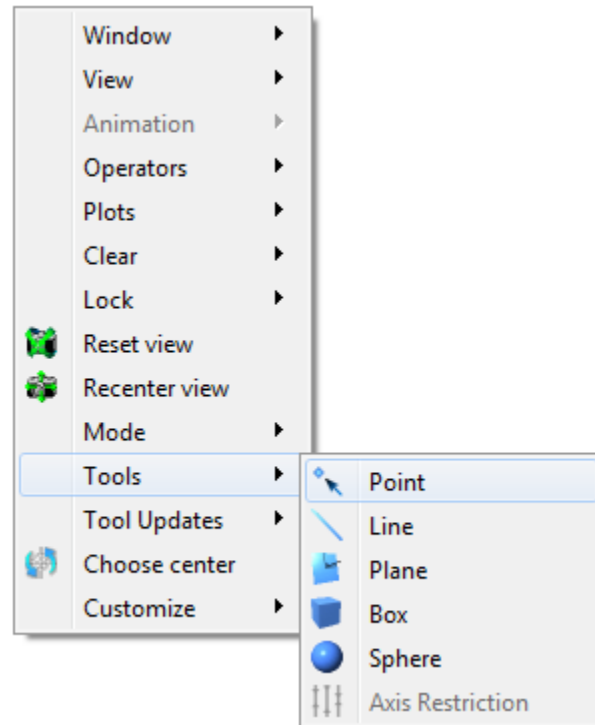 Window
View
Animation
Operators
Plots
Clear
Lock
Reset view
Recenter view
Mode
Tools
Tool Updates
Choose center
Customize
Point
Line
Plane
Box
Sphere
Axis Restriction